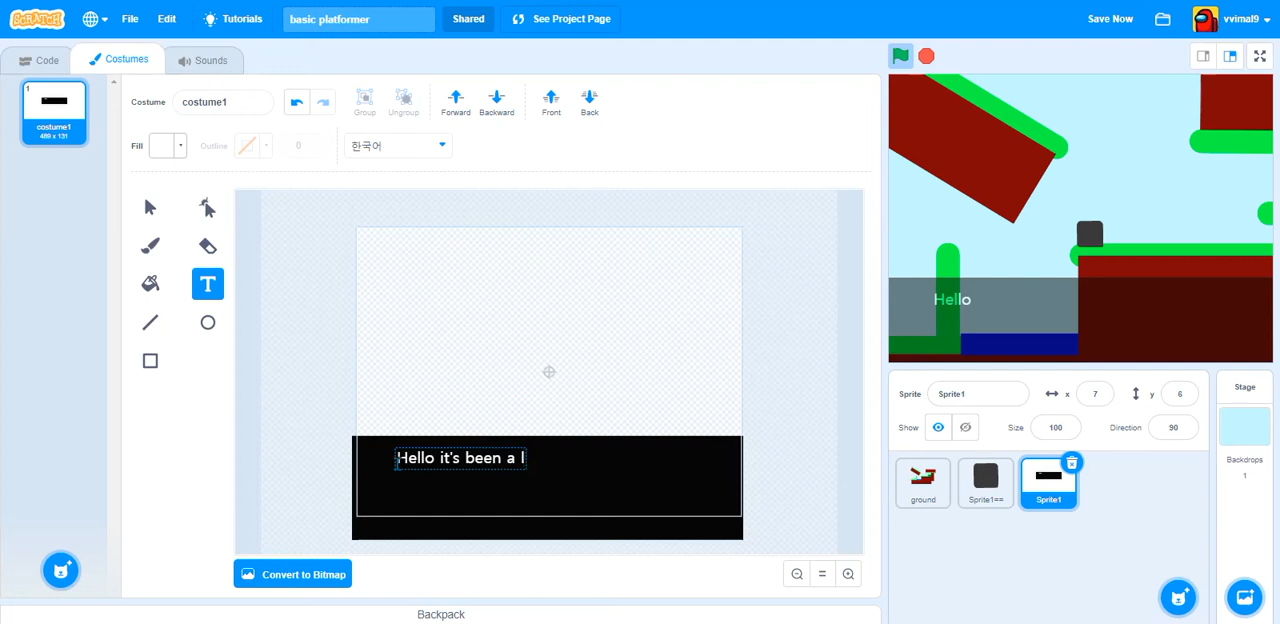 SCRATCH File Edit Tutorials basic platformer Shared See Project Page Save Now vvimal9
Code Costumes Sounds
1
costume1
489 x 131
Costume costume1 Group Ungroup Forward Backward Front Back
Fill Outline 0 한국어
T
Hello it's been a l
Convert to Bitmap
Backpack
Hello
Sprite Sprite1 x 7 y 6
Show Size 100 Direction 90
ground Sprite1== Sprite1
Stage
Backdrops
1